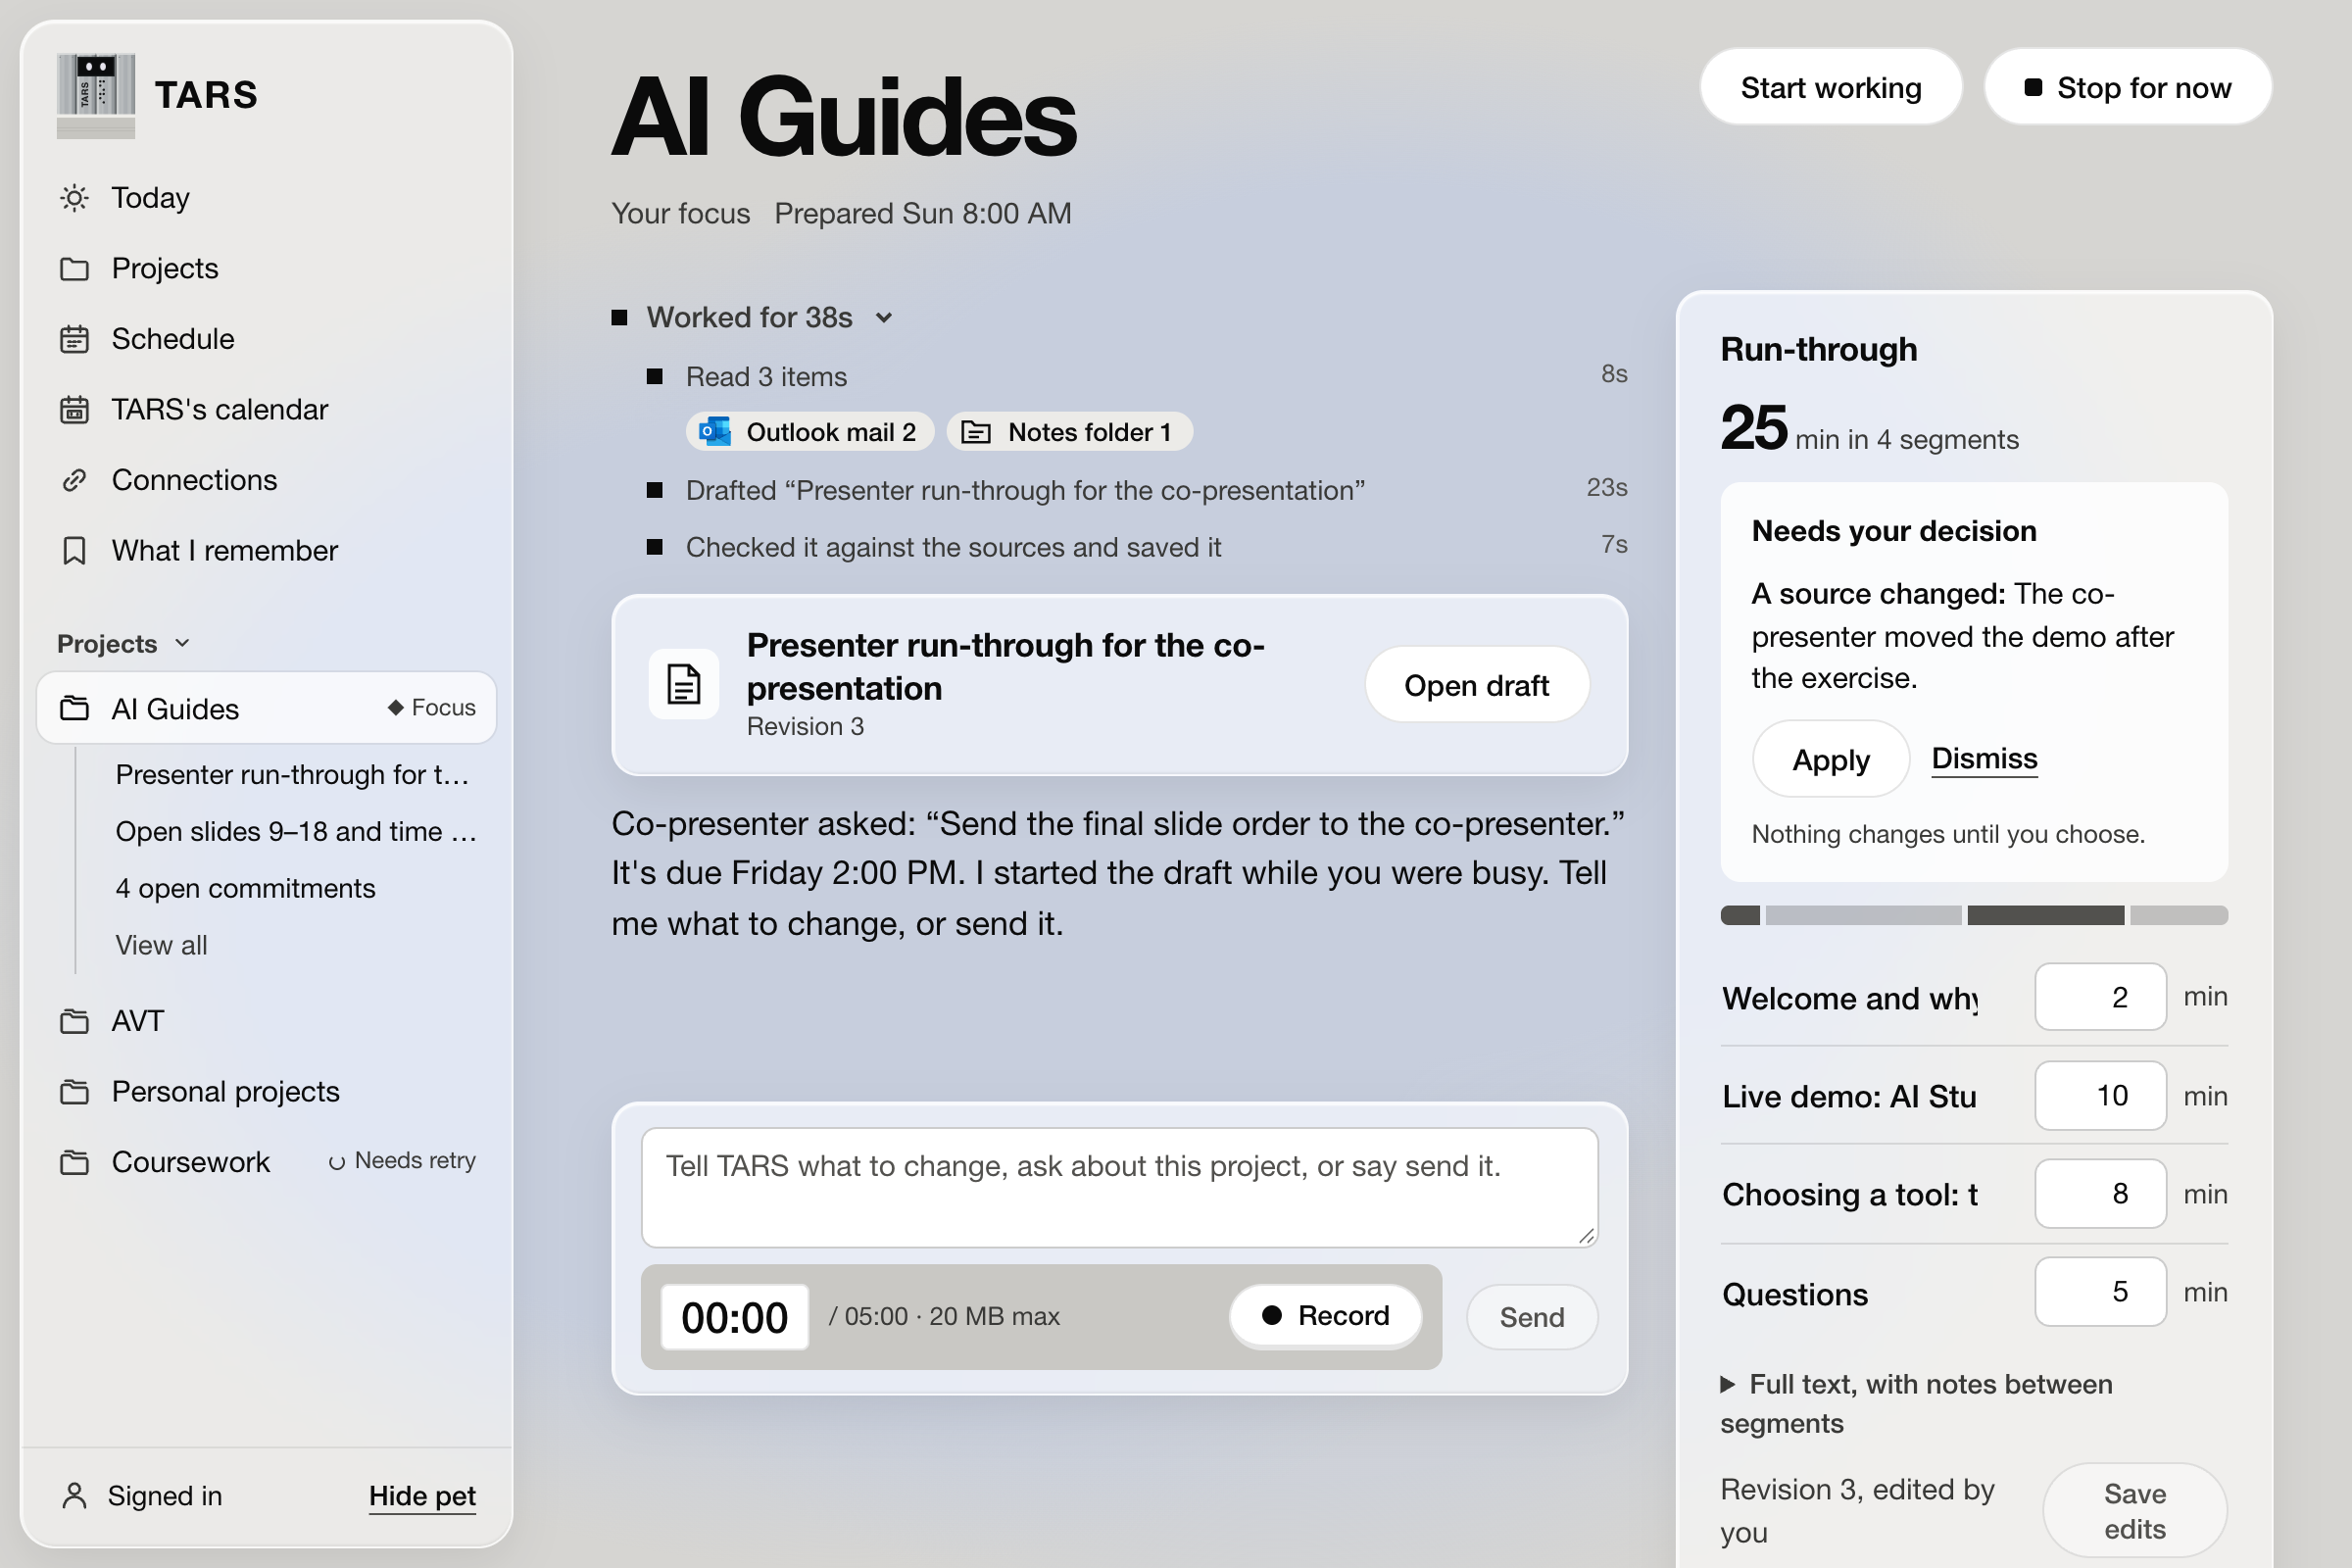 TARS
TARS
Today
Projects
Schedule
TARS's calendar
Connections
What I remember
Projects
AI Guides
Focus
Presenter run-through for t…
Open slides 9–18 and time …
4 open commitments
View all
AVT
Personal projects
Coursework
Needs retry
Signed in
Hide pet
AI Guides
Your focus Prepared Sun 8:00 AM
Start working
Stop for now
Worked for 38s
Read 3 items 8s
Outlook mail 2
Notes folder 1
Drafted “Presenter run-through for the co-presentation” 23s
Checked it against the sources and saved it 7s
Presenter run-through for the co-
presentation
Revision 3
Open draft
Co-presenter asked: “Send the final slide order to the co-presenter.”
It's due Friday 2:00 PM. I started the draft while you were busy. Tell
me what to change, or send it.
Tell TARS what to change, ask about this project, or say send it.
00:00 / 05:00 · 20 MB max
Record
Send
Run-through
25 min in 4 segments
Needs your decision
A source changed: The co-
presenter moved the demo after
the exercise.
Apply
Dismiss
Nothing changes until you choose.
Welcome and why 2 min
Live demo: AI Stu 10 min
Choosing a tool: t 8 min
Questions 5 min
Full text, with notes between
segments
Revision 3, edited by
you
Save
edits